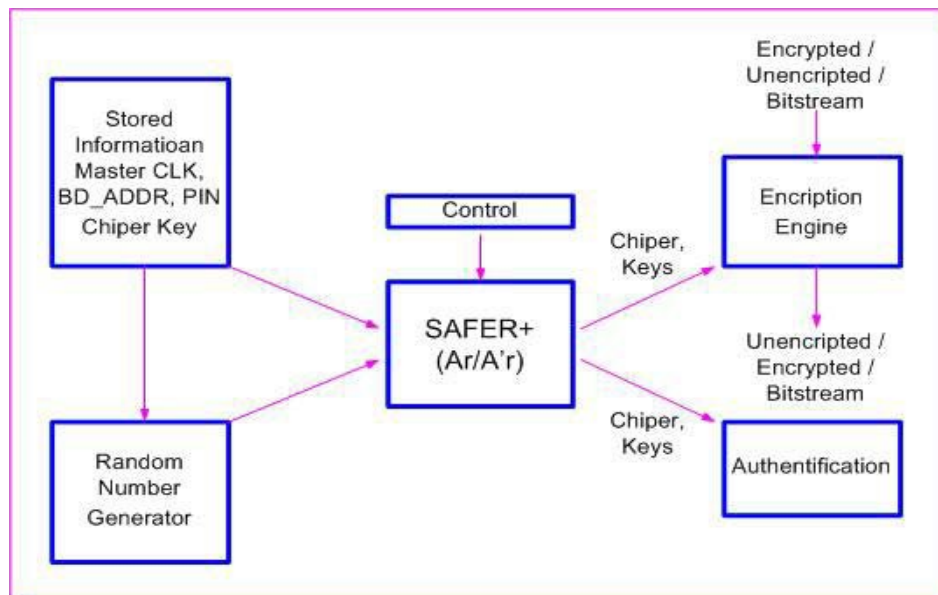 Stored
Informatioan
Master CLK,
BD_ADDR, PIN
Chiper Key
Random
Number
Generator
Control
SAFER+
(Ar/A'r)
Chiper,
Keys
Chiper,
Keys
Encrypted /
Unencripted /
Bitstream
Encription
Engine
Unencripted /
Encrypted /
Bitstream
Authentification